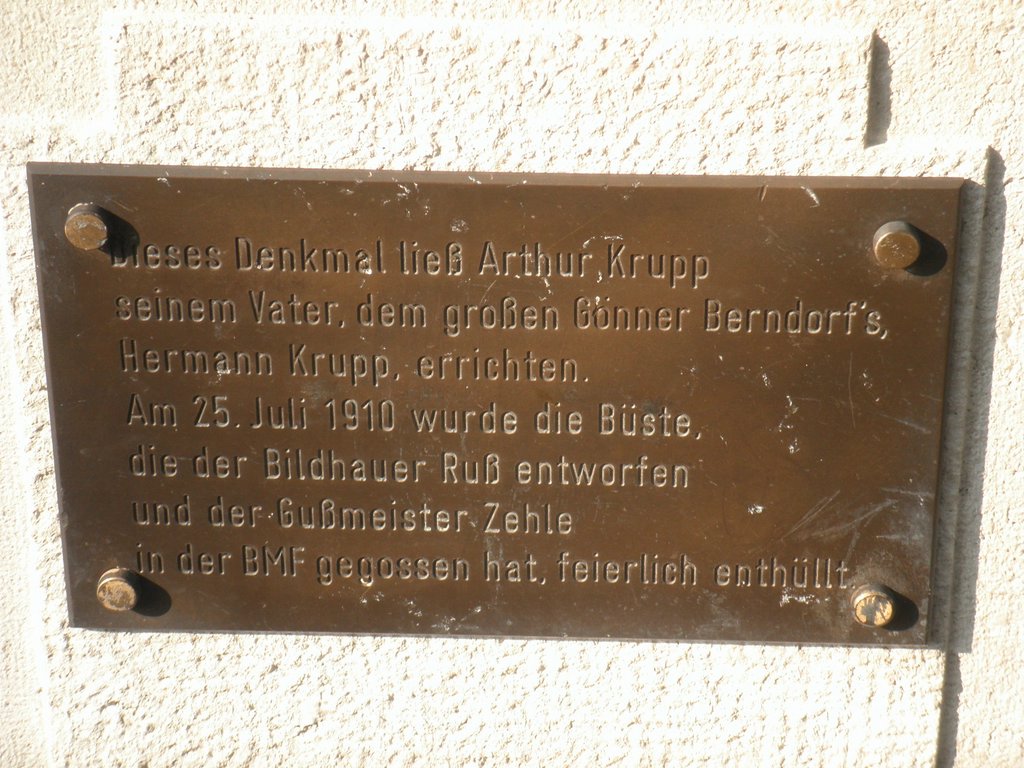 Dieses Denkmal ließ Arthur Krupp
seinem Vater, dem großen Gönner Berndorf's,
Hermann Krupp, errichten.
Am 25. Juli 1910 wurde die Büste,
die der Bildhauer Ruß entworfen
und der Gußmeister Zehle
in der BMF gegossen hat, feierlich enthüllt.